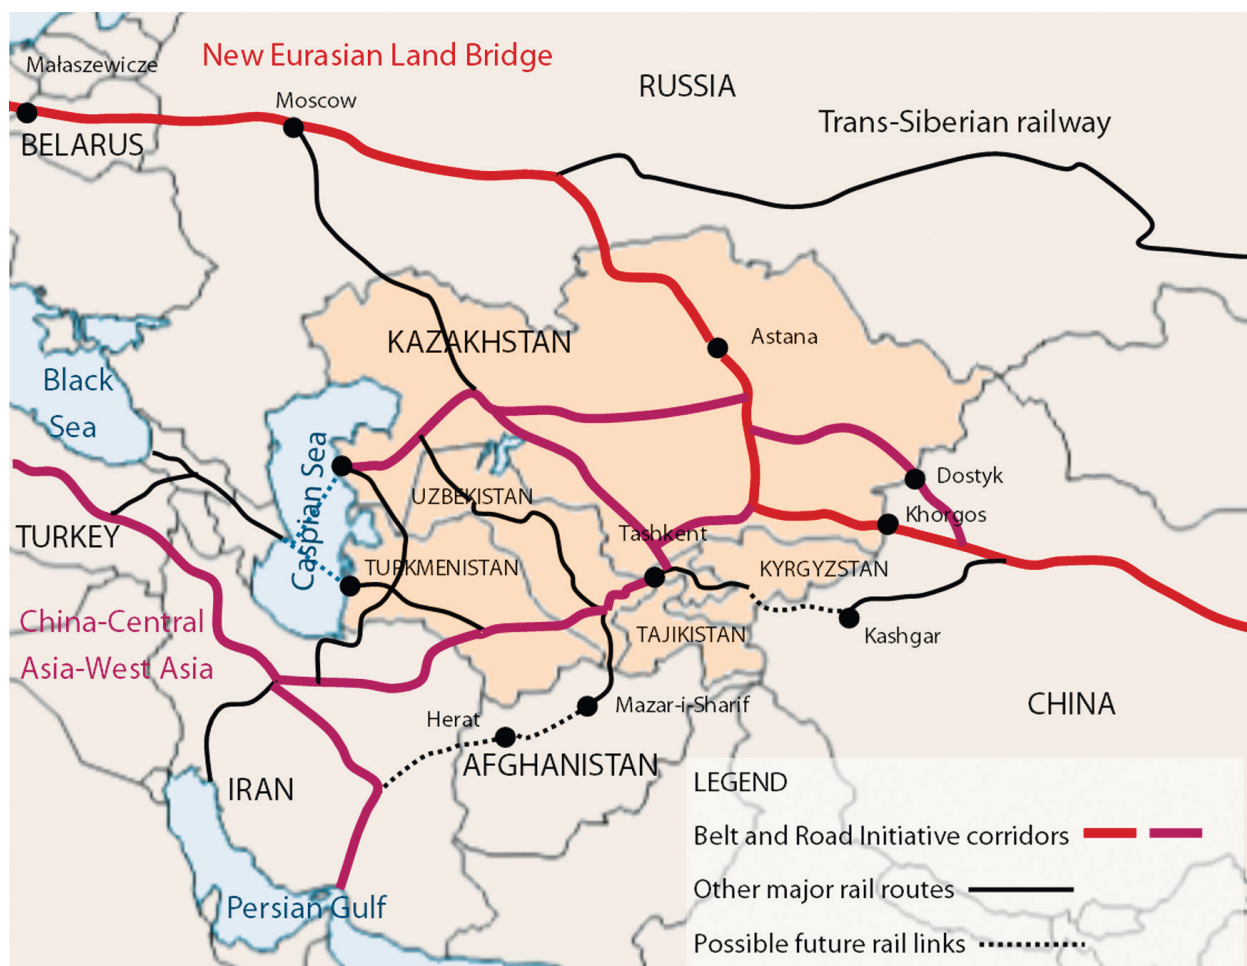 New Eurasian Land Bridge
Małaszewicze
RUSSIA
Moscow
Trans-Siberian railway
BELARUS
KAZAKHSTAN
Astana
Black
Sea
Caspian Sea
Dostyk
UZBEKISTAN
Khorgos
TURKEY
Tashkent
TURKMENISTAN
KYRGYZSTAN
China-Central
Asia-West Asia
TAJIKISTAN
Kashgar
Mazar-i-Sharif
CHINA
Herat
AFGHANISTAN
IRAN
Persian Gulf
LEGEND
Belt and Road Initiative corridors
Other major rail routes
Possible future rail links